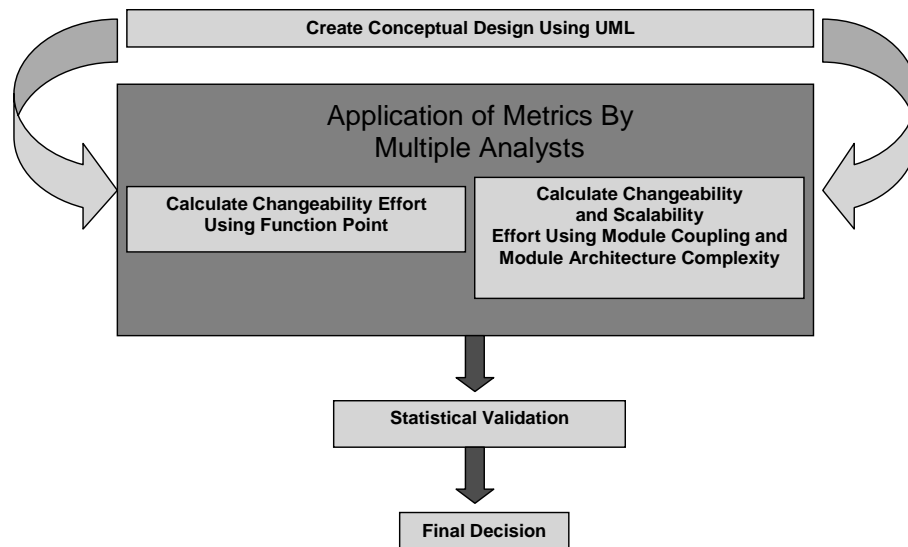 Create Conceptual Design Using UML
Application of Metrics By
Multiple Analysts
Calculate Changeability Effort
Using Function Point
Calculate Changeability
and Scalability
Effort Using Module Coupling and
Module Architecture Complexity
Statistical Validation
Final Decision